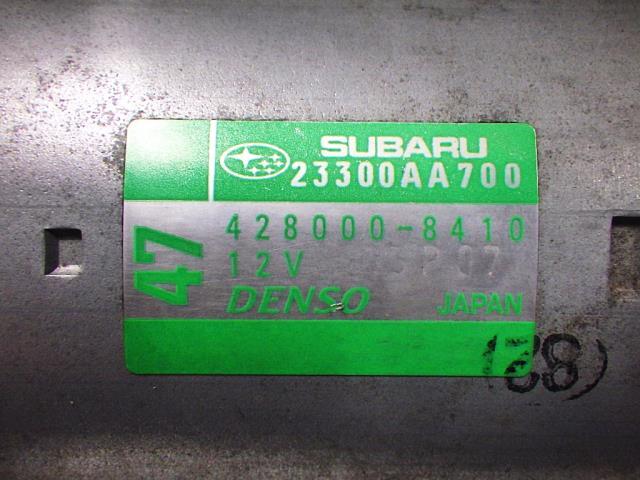 SUBARU
23300AA700
47
428000-8410
12V
DENSO JAPAN